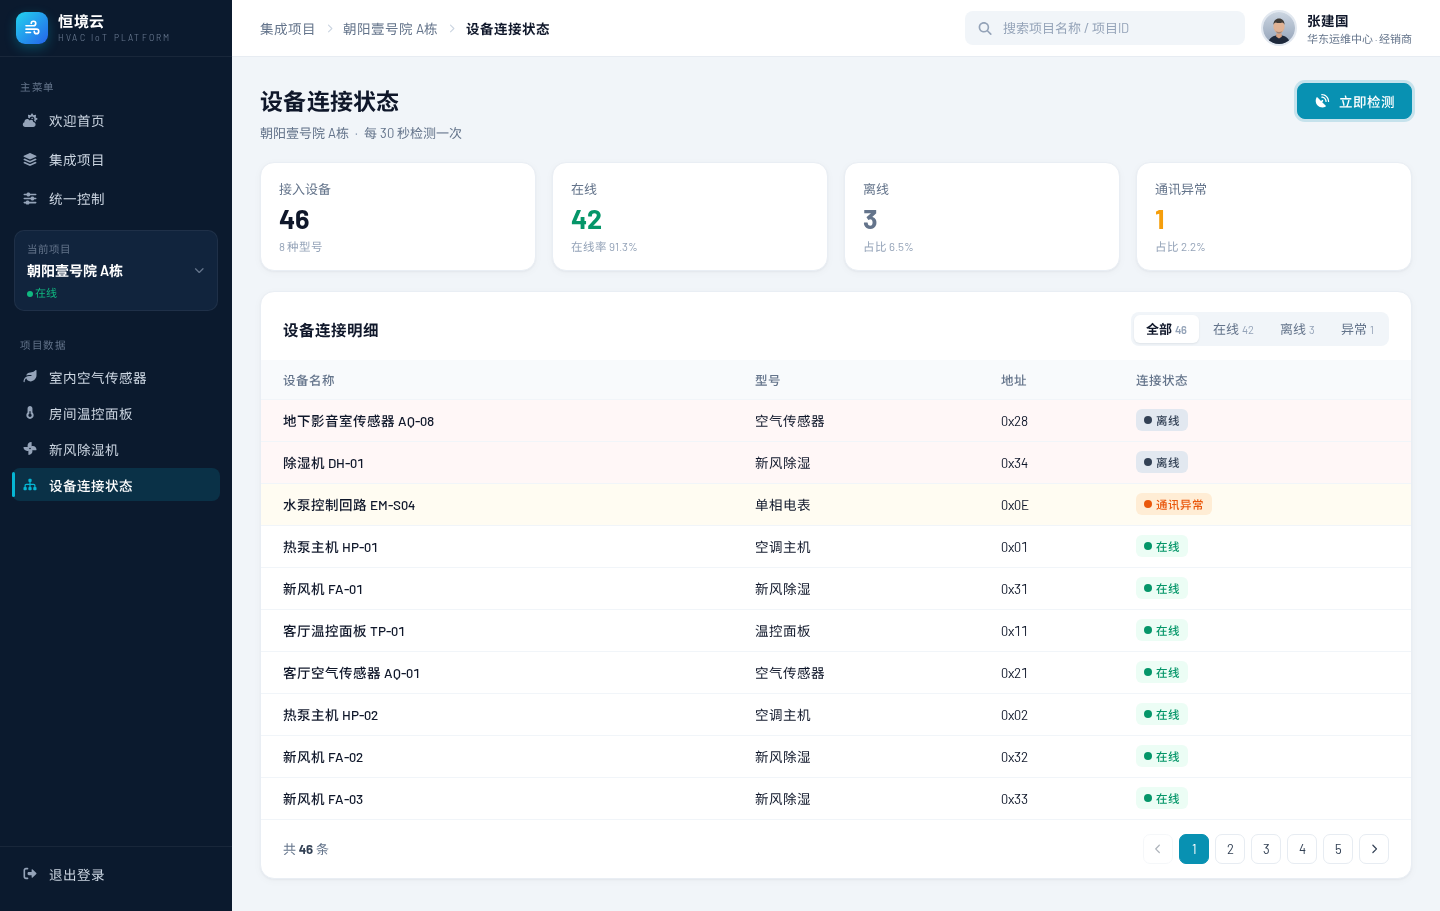 恒境云
HVAC IoT PLATFORM
主菜单
欢迎首页
集成项目
统一控制
当前项目
朝阳壹号院 A栋
在线
项目数据
室内空气传感器
房间温控面板
新风除湿机
设备连接状态
退出登录
集成项目 朝阳壹号院 A栋 设备连接状态
搜索项目名称 / 项目ID
张建国
华东运维中心 · 经销商
设备连接状态
朝阳壹号院 A栋 · 每 30 秒检测一次
立即检测
接入设备
46
8 种型号
在线
42
在线率 91.3%
离线
3
占比 6.5%
通讯异常
1
占比 2.2%
设备连接明细
全部 46 在线 42 离线 3 异常 1
设备名称 型号 地址 连接状态
地下影音室传感器 AQ-08 空气传感器 0x28 离线
除湿机 DH-01 新风除湿 0x34 离线
水泵控制回路 EM-S04 单相电表 0x0E 通讯异常
热泵主机 HP-01 空调主机 0x01 在线
新风机 FA-01 新风除湿 0x31 在线
客厅温控面板 TP-01 温控面板 0x11 在线
客厅空气传感器 AQ-01 空气传感器 0x21 在线
热泵主机 HP-02 空调主机 0x02 在线
新风机 FA-02 新风除湿 0x32 在线
新风机 FA-03 新风除湿 0x33 在线
共 46 条
1 2 3 4 5